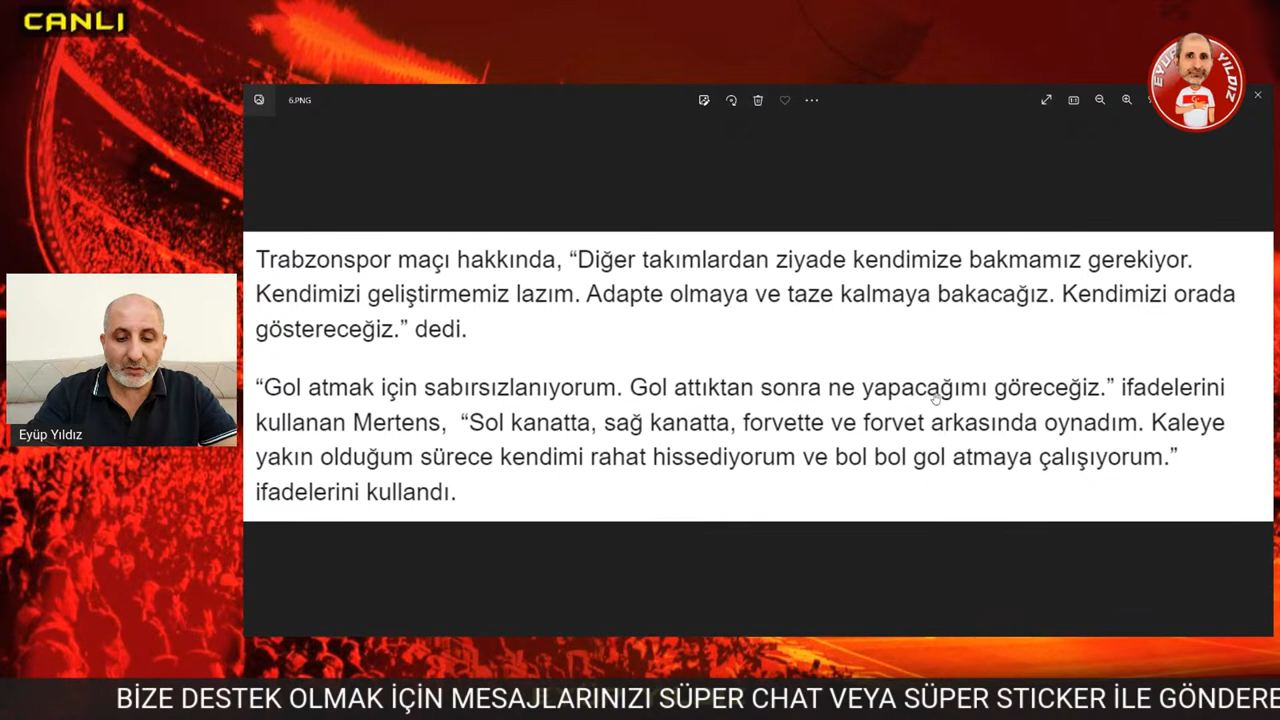 CANLI
6.PNG
EYÜP YILDIZ
Trabzonspor maçı hakkında, “Diğer takımlardan ziyade kendimize bakmamız gerekiyor.
Kendimizi geliştirmemiz lazım. Adapte olmaya ve taze kalmaya bakacağız. Kendimizi orada
göstereceğiz.” dedi.
“Gol atmak için sabırsızlanıyorum. Gol attıktan sonra ne yapacağımı göreceğiz.” ifadelerini
kullanan Mertens,  “Sol kanatta, sağ kanatta, forvette ve forvet arkasında oynadım. Kaleye
yakın olduğum sürece kendimi rahat hissediyorum ve bol bol gol atmaya çalışıyorum.”
ifadelerini kullandı.
Eyüp Yıldız
BİZE DESTEK OLMAK İÇİN MESAJLARINIZI SÜPER CHAT VEYA SÜPER STICKER İLE GÖNDERE